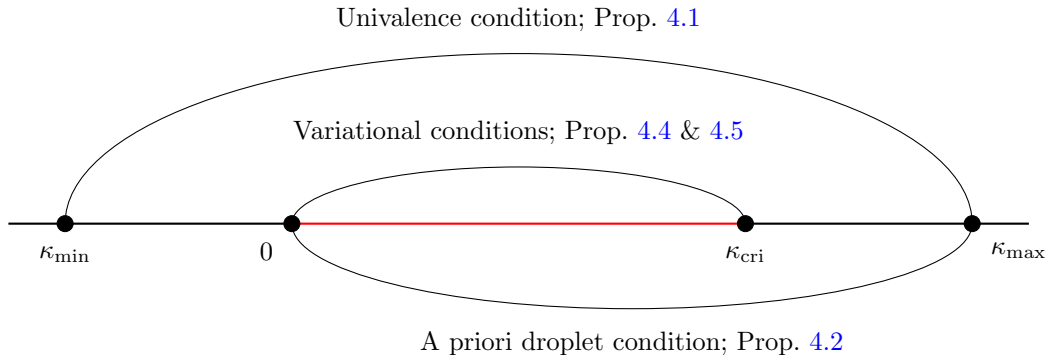 Univalence condition; Prop. 4.1
Variational conditions; Prop. 4.4 & 4.5
κmin 0 κcri κmax
A priori droplet condition; Prop. 4.2